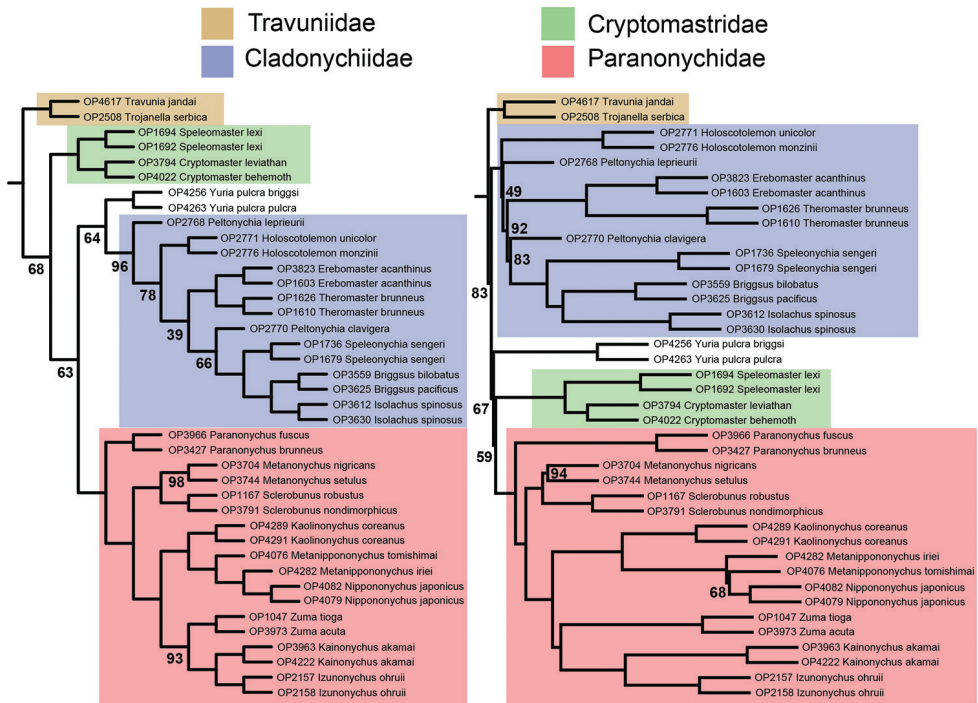 Travuniidae
Cladonychiidae
Cryptomastridae
Paranonychidae
OP4617 Travunia jandai
OP2508 Trojanella serbica
OP1694 Speleomaster lexi
OP1692 Speleomaster lexi
OP3794 Cryptomaster leviathan
OP4022 Cryptomaster behemoth
OP4256 Yuria pulcra briggsi
OP4263 Yuria pulcra pulcra
64
OP2768 Peltonychia leprieurii
68
96
OP2771 Holoscotolemon unicolor
OP2776 Holoscotolemon monzinii
78
OP3823 Erebomaster acanthinus
OP1603 Erebomaster acanthinus
OP1626 Theromaster brunneus
OP1610 Theromaster brunneus
39
OP2770 Peltonychia clavigera
66
OP1736 Speleonychia sengeri
OP1679 Speleonychia sengeri
63
OP3559 Briggsus bilobatus
OP3625 Briggsus pacificus
OP3612 Isolachus spinosus
OP3630 Isolachus spinosus
OP3966 Paranonychus fuscus
OP3427 Paranonychus brunneus
OP3704 Metanonychus nigricans
98
OP3744 Metanonychus setulus
OP1167 Sclerobunus robustus
OP3791 Sclerobunus nondimorphicus
OP4289 Kaolinonychus coreanus
OP4291 Kaolinonychus coreanus
OP4076 Metanippononychus tomishimai
OP4282 Metanippononychus iriei
OP4082 Nippononychus japonicus
OP4079 Nippononychus japonicus
OP1047 Zuma tioga
OP3973 Zuma acuta
93
OP3963 Kainonychus akamai
OP4222 Kainonychus akamai
OP2157 Izunonychus ohruii
OP2158 Izunonychus ohruii
OP4617 Travunia jandai
OP2508 Trojanella serbica
OP2771 Holoscotolemon unicolor
OP2776 Holoscotolemon monzinii
OP2768 Peltonychia leprieurii
49
OP3823 Erebomaster acanthinus
OP1603 Erebomaster acanthinus
OP1626 Theromaster brunneus
OP1610 Theromaster brunneus
92
OP2770 Peltonychia clavigera
83
OP1736 Speleonychia sengeri
OP1679 Speleonychia sengeri
83
OP3559 Briggsus bilobatus
OP3625 Briggsus pacificus
OP3612 Isolachus spinosus
OP3630 Isolachus spinosus
OP4256 Yuria pulcra briggsi
OP4263 Yuria pulcra pulcra
OP1694 Speleomaster lexi
OP1692 Speleomaster lexi
67
OP3794 Cryptomaster leviathan
OP4022 Cryptomaster behemoth
59
OP3966 Paranonychus fuscus
OP3427 Paranonychus brunneus
OP3704 Metanonychus nigricans
94
OP3744 Metanonychus setulus
OP1167 Sclerobunus robustus
OP3791 Sclerobunus nondimorphicus
OP4289 Kaolinonychus coreanus
OP4291 Kaolinonychus coreanus
OP4282 Metanippononychus iriei
OP4076 Metanippononychus tomishimai
68
OP4082 Nippononychus japonicus
OP4079 Nippononychus japonicus
OP1047 Zuma tioga
OP3973 Zuma acuta
OP3963 Kainonychus akamai
OP4222 Kainonychus akamai
OP2157 Izunonychus ohruii
OP2158 Izunonychus ohruii